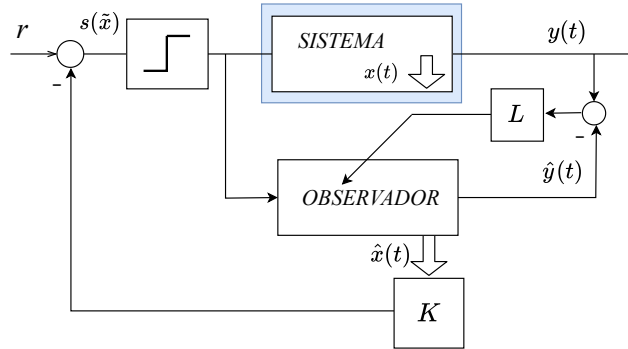 r
s(x̃)
SISTEMA
x(t)
y(t)
-
L
-
ŷ(t)
OBSERVADOR
x̂(t)
K